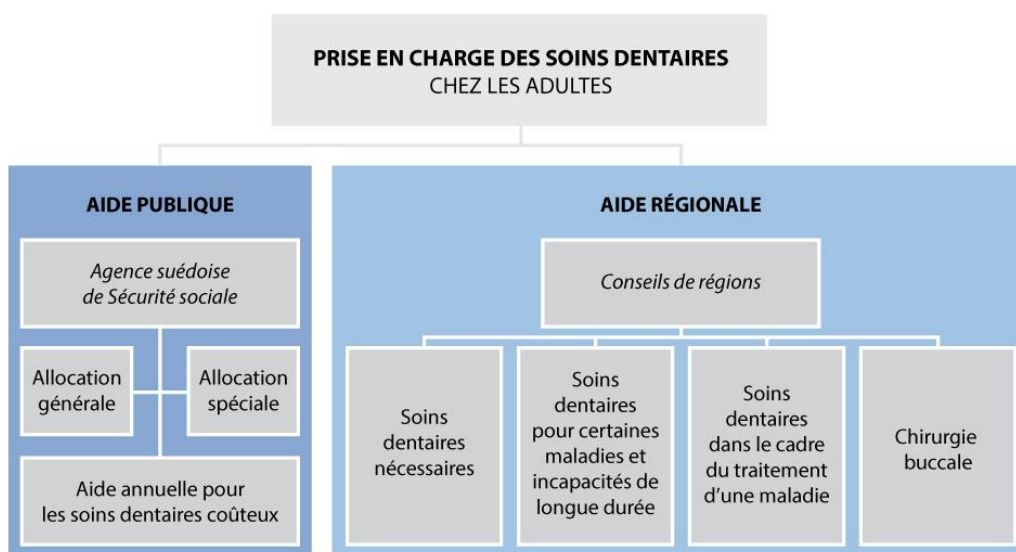 PRISE EN CHARGE DES SOINS DENTAIRES
CHEZ LES ADULTES
AIDE PUBLIQUE
Agence suédoise
de Sécurité sociale
Allocation
générale
Allocation
spéciale
Aide annuelle pour
les soins dentaires coûteux
AIDE RÉGIONALE
Conseils de régions
Soins
dentaires
nécessaires
Soins
dentaires
pour certaines
maladies et
incapacités de
longue durée
Soins
dentaires
dans le cadre
du traitement
d’une maladie
Chirurgie
buccale